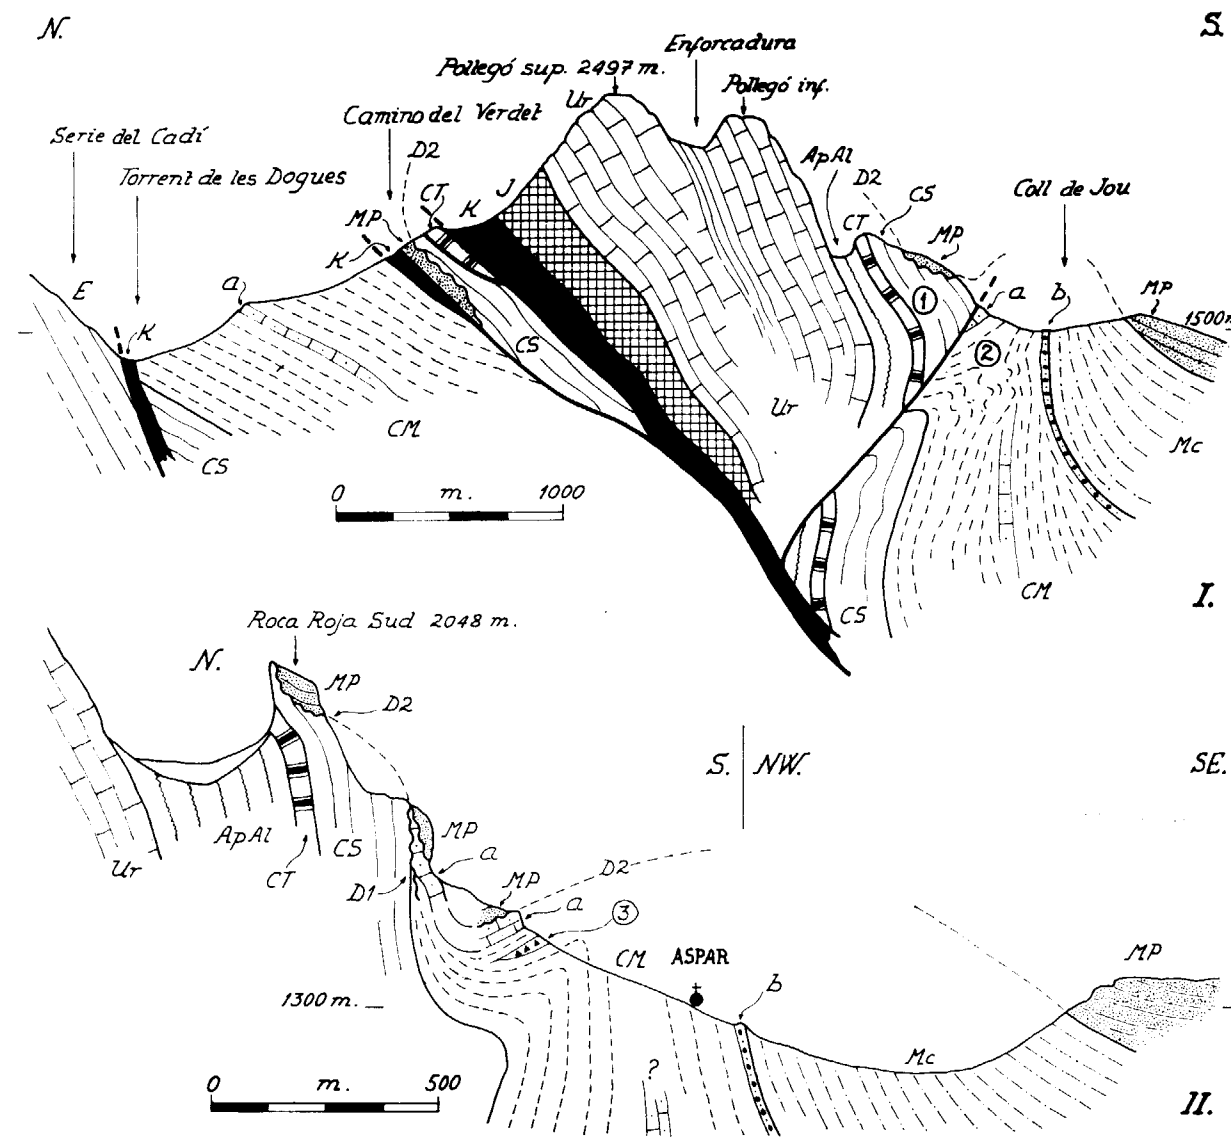 N.
S.
Enforcadura
Pollegó sup. 2497 m.
Ur
Pollegó inf.
Camino del Verdet
Serie del Cadí
D2
ApAl
D2
CS
Torrent de les Dogues
CT
K
J
CT
Coll de Jou
MP
MP
K
E
a
1
a
b
MP
1500 m
K
2
CS
Ur
CM
Mc
CS
0 m. 1000
CM
CS
I.
Roca Roja Sud 2048 m.
N.
MP
D2
S. NW.
SE.
ApAl
CS
MP
Ur
CT
a
D2
D1
MP
a
3
CM
ASPAR
MP
1300 m.
b
Mc
?
0 m. 500
II.